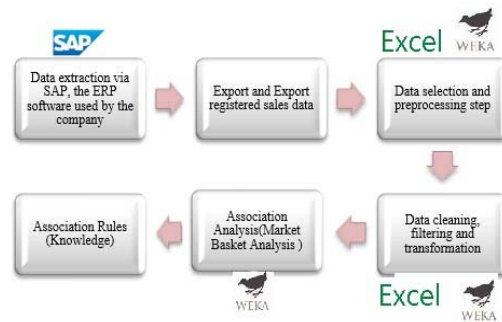 SAP
Excel
WEKA
Data extraction via
SAP, the ERP
software used by the
company
Export and Export
registered sales data
Data selection and
preprocessing step
Association Rules
(Knowledge)
Association
Analysis(Market
Basket Analysis )
Data cleaning,
filtering and
transformation
WEKA
Excel
WEKA